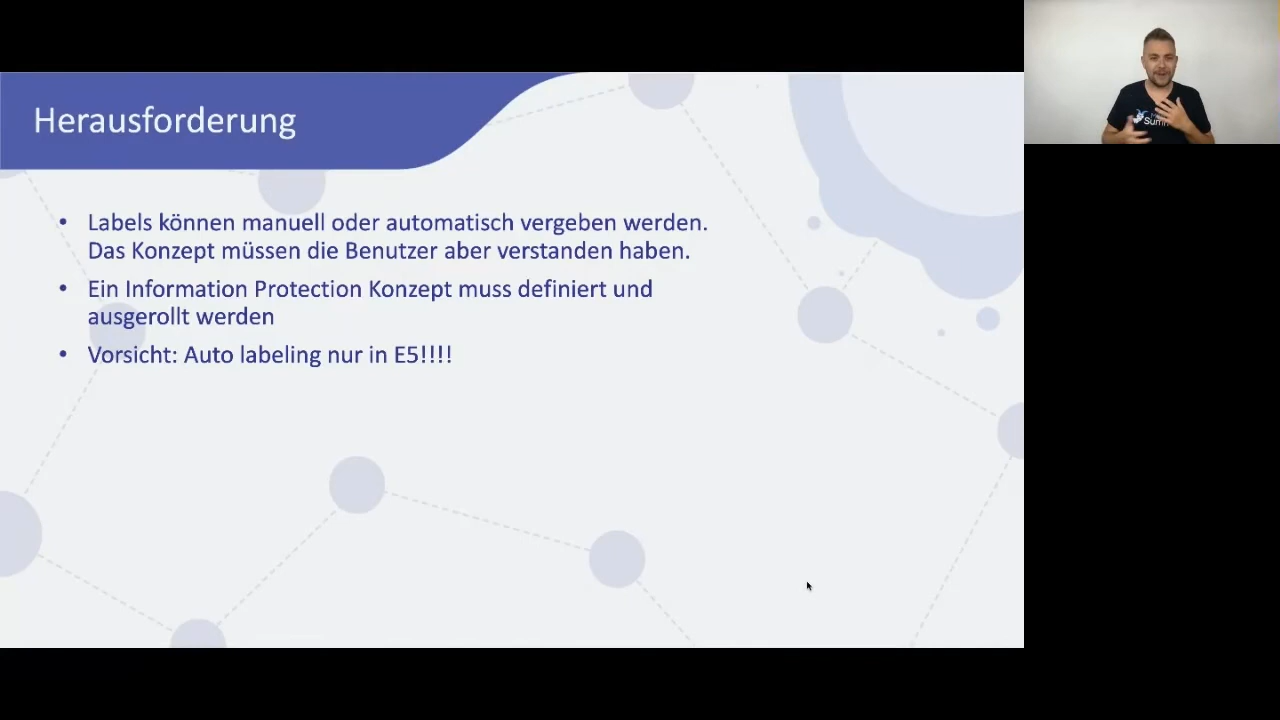 Herausforderung
• Labels können manuell oder automatisch vergeben werden.
Das Konzept müssen die Benutzer aber verstanden haben.
• Ein Information Protection Konzept muss definiert und
ausgerollt werden
• Vorsicht: Auto labeling nur in E5!!!!